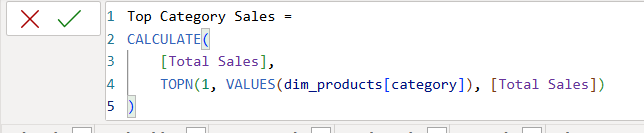 1 Top Category Sales =
2 CALCULATE(
3 [Total Sales],
4 TOPN(1, VALUES(dim_products[category]), [Total Sales])
5 )